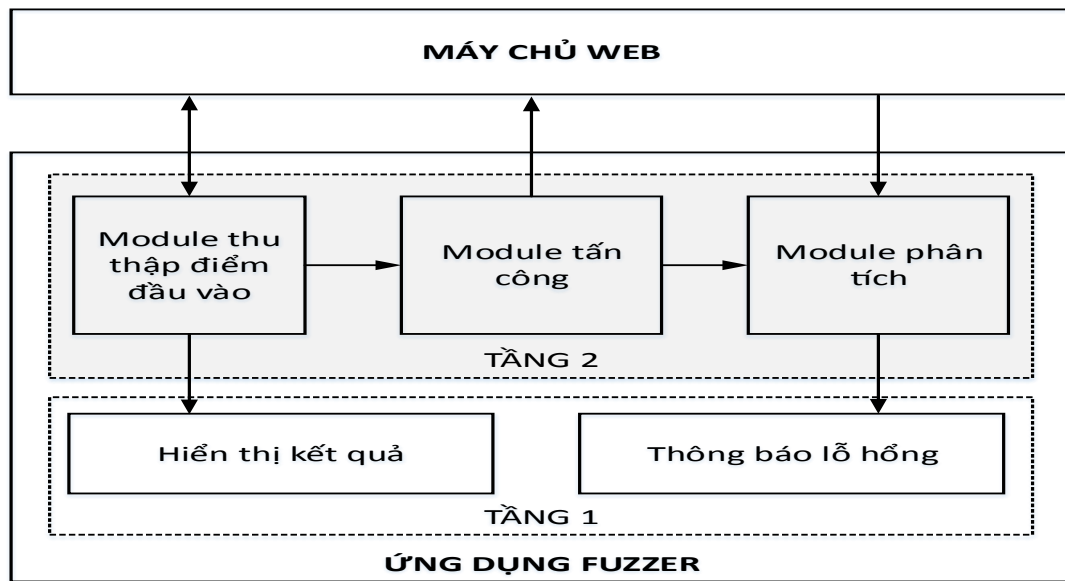 MÁY CHỦ WEB
Module thu
thập điểm
đầu vào
Module tấn
công
Module phân
tích
TẦNG 2
Hiển thị kết quả
Thông báo lỗ hổng
TẦNG 1
ỨNG DỤNG FUZZER